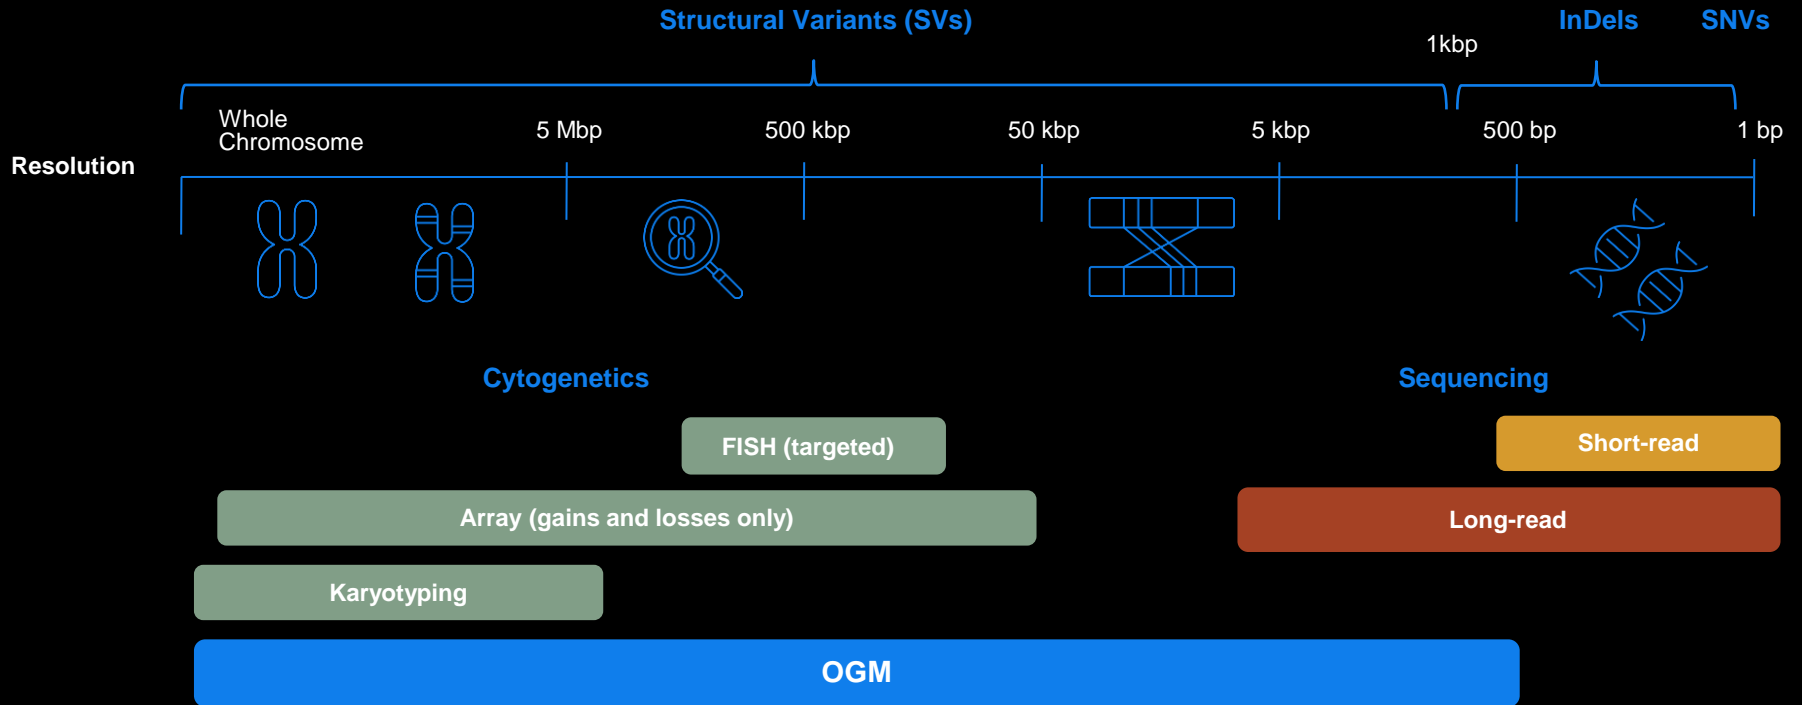 Structural Variants (SVs)
InDels
SNVs
1kbp
Whole
Chromosome
5 Mbp
500 kbp
50 kbp
5 kbp
500 bp
1 bp
Resolution
Cytogenetics
Sequencing
FISH (targeted)
Short-read
Array (gains and losses only)
Long-read
Karyotyping
OGM